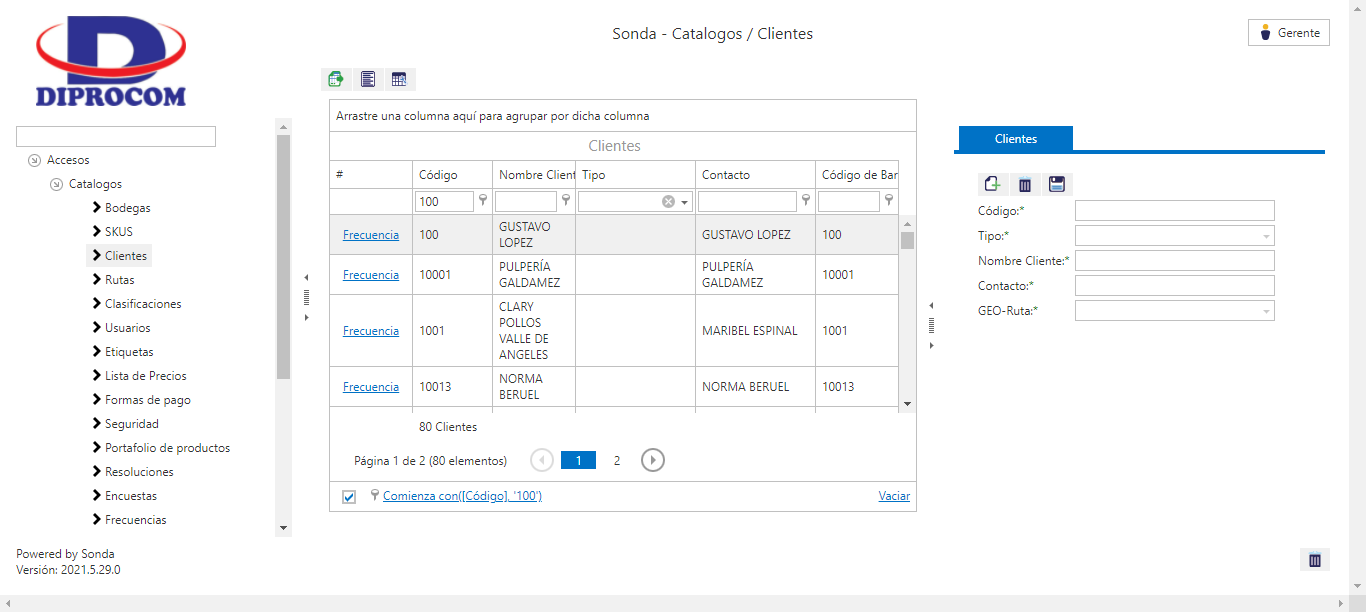 DIPROCOM
Sonda - Catalogos / Clientes
Gerente
Accesos
Catalogos
Bodegas
SKUS
Clientes
Rutas
Clasificaciones
Usuarios
Etiquetas
Lista de Precios
Formas de pago
Seguridad
Portafolio de productos
Resoluciones
Encuestas
Frecuencias
Powered by Sonda
Versión: 2021.5.29.0
Arrastre una columna aquí para agrupar por dicha columna
Clientes
# Código Nombre Client Tipo Contacto Código de Bar
100
Frecuencia 100 GUSTAVO LOPEZ GUSTAVO LOPEZ 100
Frecuencia 10001 PULPERÍA GALDAMEZ PULPERÍA GALDAMEZ 10001
Frecuencia 1001 CLARY POLLOS VALLE DE ANGELES MARIBEL ESPINAL 1001
Frecuencia 10013 NORMA BERUEL NORMA BERUEL 10013
80 Clientes
Página 1 de 2 (80 elementos) 1 2
Comienza con([Código], '100') Vaciar
Clientes
Código:*
Tipo:*
Nombre Cliente:*
Contacto:*
GEO-Ruta:*